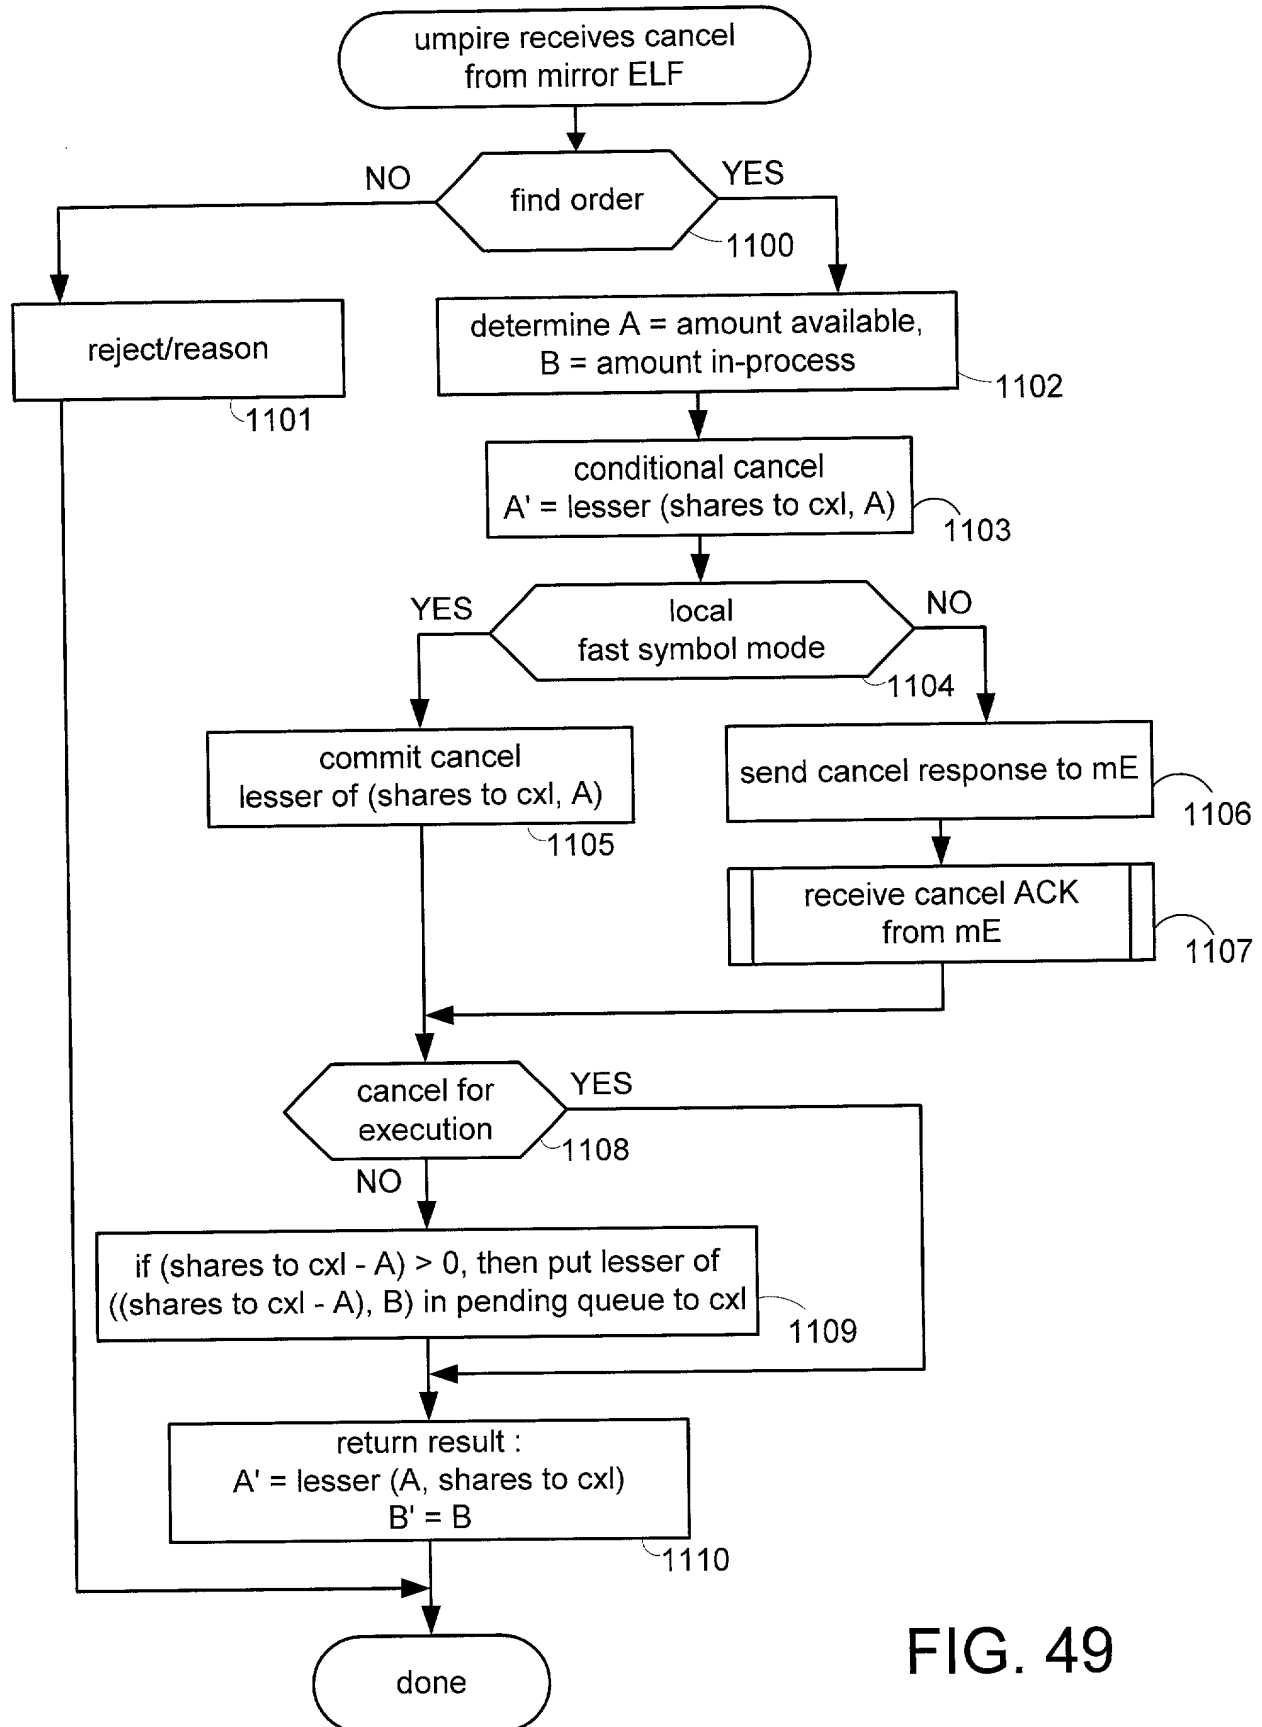 umpire receives cancel
from mirror ELF
NO
YES
find order
1100
reject/reason
1101
determine A = amount available,
B = amount in-process
1102
conditional cancel
A' = lesser (shares to cxl, A)
1103
YES
local
fast symbol mode
NO
1104
commit cancel
lesser of (shares to cxl, A)
1105
send cancel response to mE
1106
receive cancel ACK
from mE
1107
cancel for
execution
YES
1108
NO
if (shares to cxl - A) > 0, then put lesser of
((shares to cxl - A), B) in pending queue to cxl
1109
return result :
A' = lesser (A, shares to cxl)
B' = B
1110
done
FIG. 49